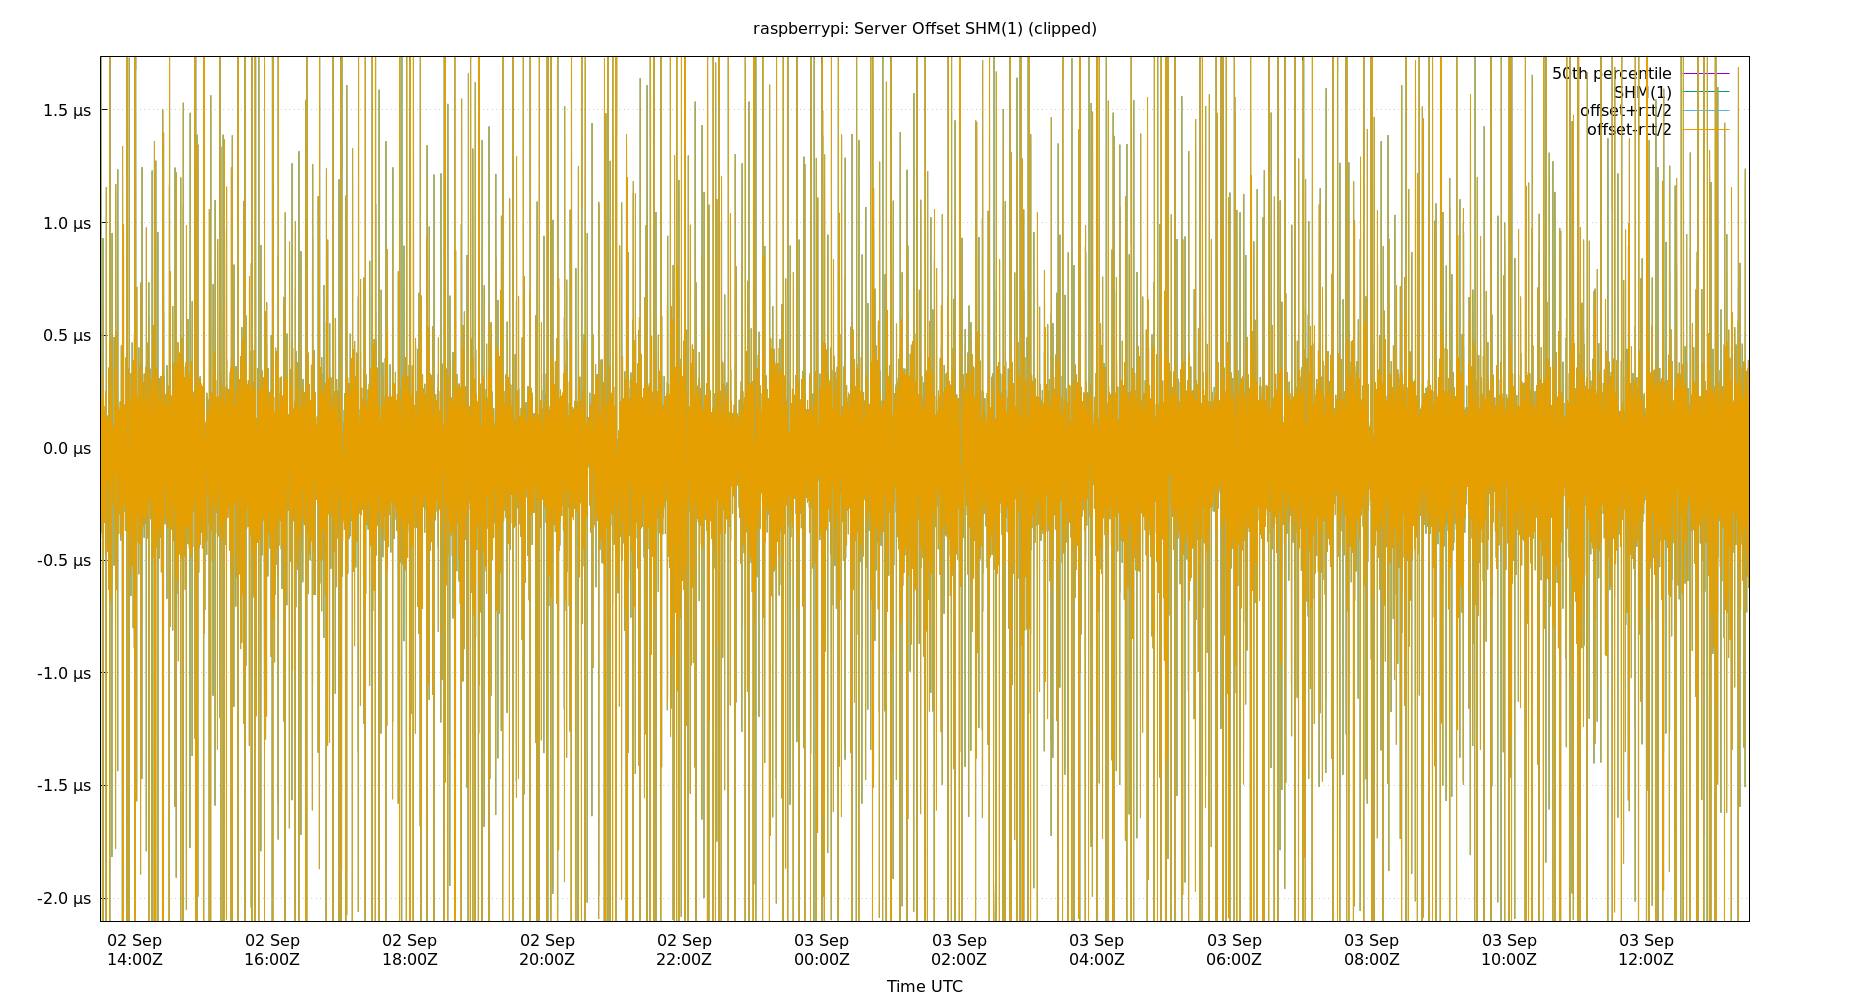 raspberrypi: Server Offset SHM(1) (clipped)
50th percentile
SHM(1)
offset+rtt/2
offset-rtt/2
1.5 µs
1.0 µs
0.5 µs
0.0 µs
-0.5 µs
-1.0 µs
-1.5 µs
-2.0 µs
02 Sep 02 Sep 02 Sep 02 Sep 02 Sep 03 Sep 03 Sep 03 Sep 03 Sep 03 Sep 03 Sep 03 Sep
14:00Z 16:00Z 18:00Z 20:00Z 22:00Z 00:00Z 02:00Z 04:00Z 06:00Z 08:00Z 10:00Z 12:00Z
Time UTC